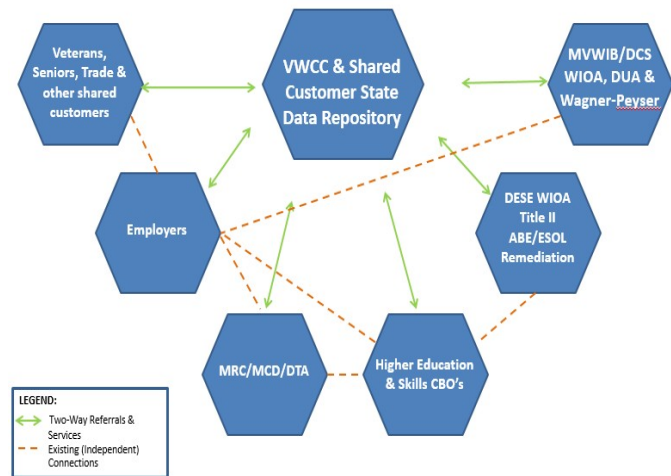 Veterans,
Seniors, Trade &
other shared
customers
VWCC & Shared
Customer State
Data Repository
MVWIB/DCS
WIOA, DUA &
Wagner-Peyser
Employers
DESE WIOA
Title II
ABE/ESOL
Remediation
MRC/MCD/DTA
Higher Education
& Skills CBO's
LEGEND:
Two-Way Referrals &
Services
Existing (Independent)
Connections